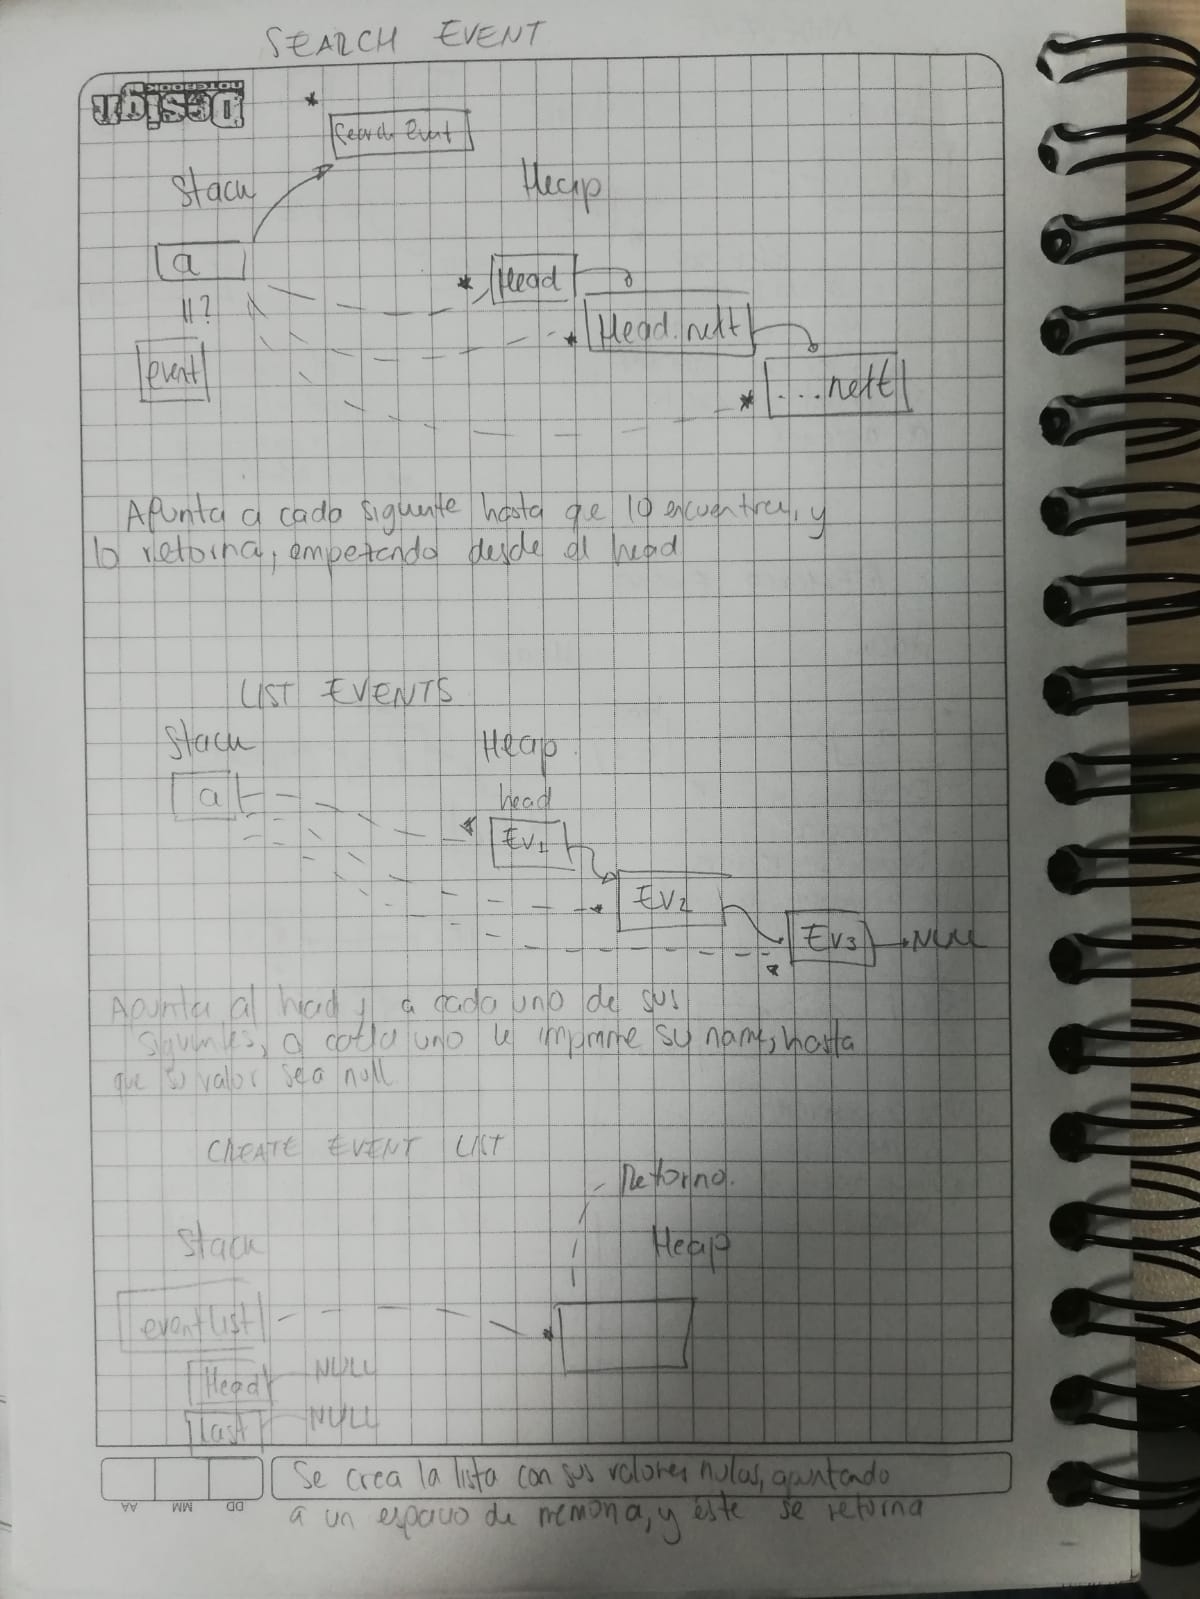 SEARCH EVENT
Design
NOTEBOOK
Search Event
Stack
Heap
a
Head
11?
Head.next
event
...next
Apunta a cada siguente hasta que lo encuentre, y
lo retorna, empezando desde el head
LIST EVENTS
Stack
Heap.
a
head
Ev1
Ev2
Ev3
NULL
Apunta al head y a cada uno de sus
siguientes, a cada uno le imprime su name, hasta
que su valor sea null
CREATE EVENT LIST
Retorno.
Stack
Heap
eventlist
Head
NULL
Last
NULL
Se crea la lista con sus valores nulos, apuntado
AA MM DD
a un espacio de memoria, y éste se retorna